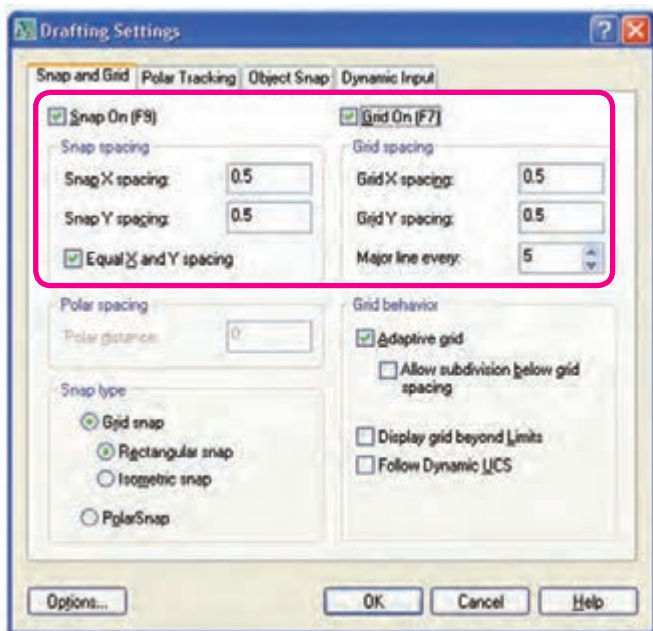 Drafting Settings
Snap and Grid Polar Tracking Object Snap Dynamic Input
Snap On (F9)
Grid On (F7)
Snap spacing
Snap X spacing: 0.5
Snap Y spacing: 0.5
Equal X and Y spacing
Grid spacing
Grid X spacing: 0.5
Grid Y spacing: 0.5
Major line every: 5
Polar spacing
Polar distance: 0
Snap type
Grid snap
Rectangular snap
Isometric snap
PolarSnap
Grid behavior
Adaptive grid
Allow subdivision below grid
spacing
Display grid beyond Limits
Follow Dynamic UCS
Options...
OK
Cancel
Help